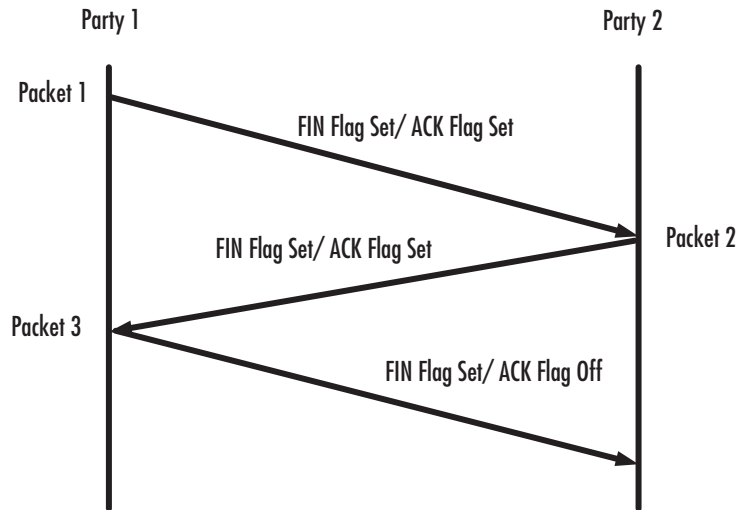 Party 1
Party 2
Packet 1
FIN Flag Set/ ACK Flag Set
FIN Flag Set/ ACK Flag Set
Packet 2
Packet 3
FIN Flag Set/ ACK Flag Off